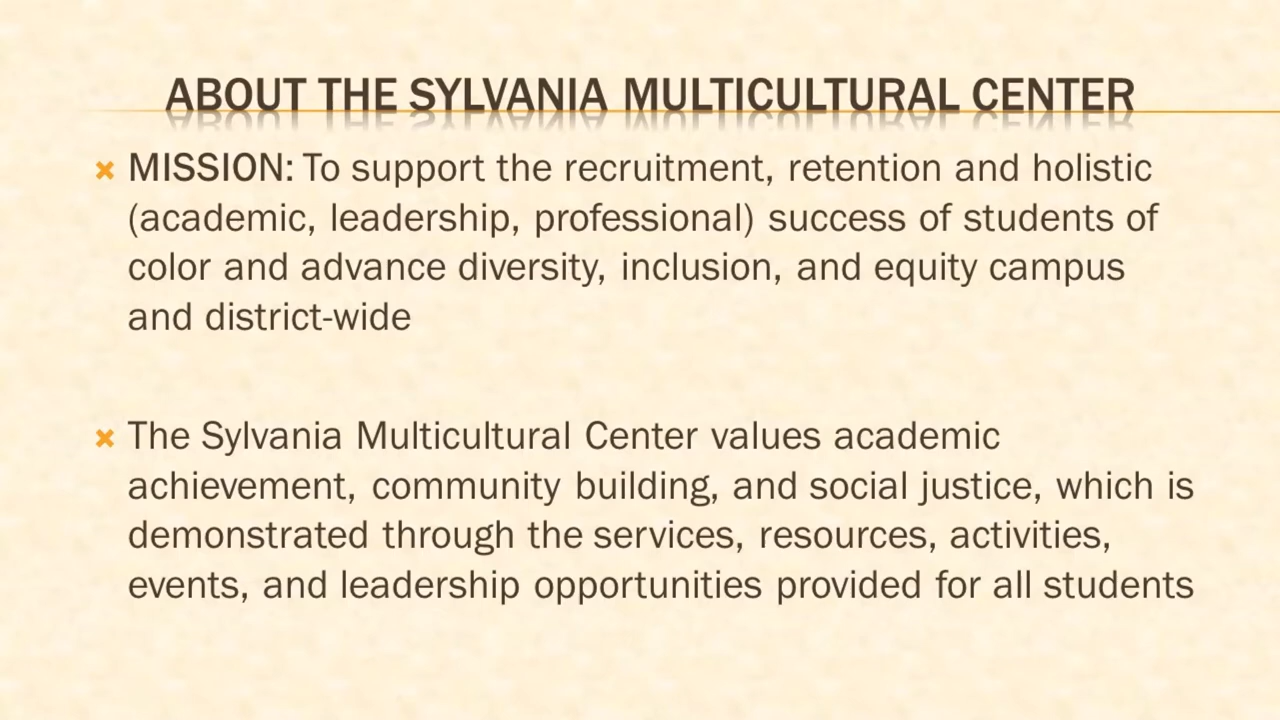 ABOUT THE SYLVANIA MULTICULTURAL CENTER
MISSION: To support the recruitment, retention and holistic
(academic, leadership, professional) success of students of
color and advance diversity, inclusion, and equity campus
and district-wide
The Sylvania Multicultural Center values academic
achievement, community building, and social justice, which is
demonstrated through the services, resources, activities,
events, and leadership opportunities provided for all students